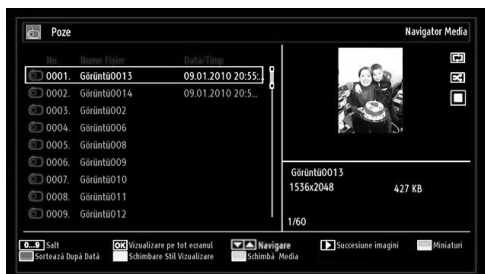 Poze Navigator Media
No Nume Fişier Dată/Timp
0001. Görüntü0013 09.01.2010 20:55:..
0002. Görüntü0014 09.01.2010 20:5...
0003. Görüntü002
0004. Görüntü006
0005. Görüntü008
0006. Görüntü009
0007. Görüntü010
0008. Görüntü011
0009. Görüntü012
Görüntü0013
1536x2048 427 KB
1/60
0...9 Salt OK Vizualizare pe tot ecranul Navigare Succesiune imagini Miniaturi
Sortează După Dată Schimbare Stil Vizualizare Schimbă Media